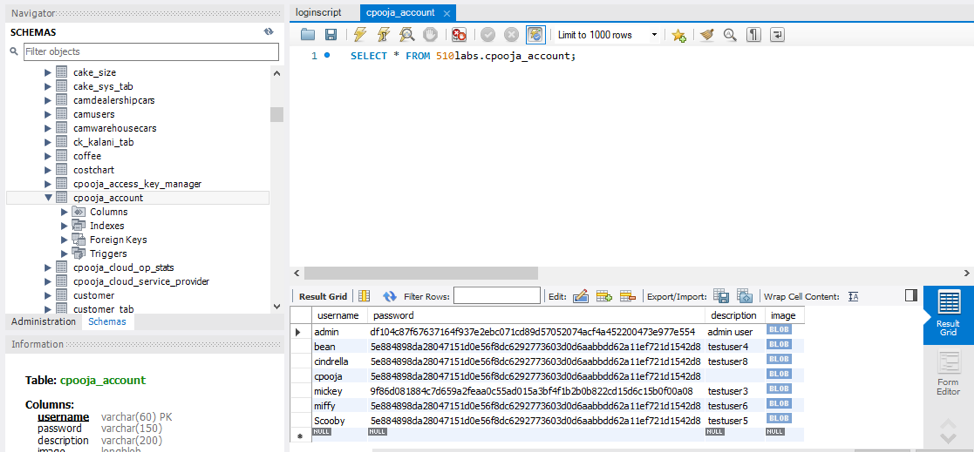 Navigator
SCHEMAS
Filter objects
cake_size
cake_sys_tab
camdealershipcars
camusers
camwarehousecars
ck_kalani_tab
coffee
costchart
cpooja_access_key_manager
cpooja_account
Columns
Indexes
Foreign Keys
Triggers
cpooja_cloud_op_stats
cpooja_cloud_service_provider
customer
customer_tab
Administration Schemas
Information
Table: cpooja_account
Columns:
username varchar(60) PK
password varchar(150)
description varchar(200)
image longblob
loginscript cpooja_account
Limit to 1000 rows
1 SELECT * FROM 510labs.cpooja_account;
Result Grid Filter Rows: Edit: Export/Import: Wrap Cell Content:
username password description image
admin df104c87f67637164f937e2ebc071cd89d57052074acf4a452200473e977e554 admin user BLOB
bean 5e884898da28047151d0e56f8dc6292773603d0d6aabbdd62a11ef721d1542d8 testuser4 BLOB
cindrella 5e884898da28047151d0e56f8dc6292773603d0d6aabbdd62a11ef721d1542d8 testuser8 BLOB
cpooja 5e884898da28047151d0e56f8dc6292773603d0d6aabbdd62a11ef721d1542d8 BLOB
mickey 9f86d081884c7d659a2feaa0c55ad015a3bf4f1b2b0b822cd15d6c15b0f00a08 testuser3 BLOB
miffy 5e884898da28047151d0e56f8dc6292773603d0d6aabbdd62a11ef721d1542d8 testuser6 BLOB
Scooby 5e884898da28047151d0e56f8dc6292773603d0d6aabbdd62a11ef721d1542d8 testuser5 BLOB
NULL NULL NULL NULL
Result
Grid
Form
Editor